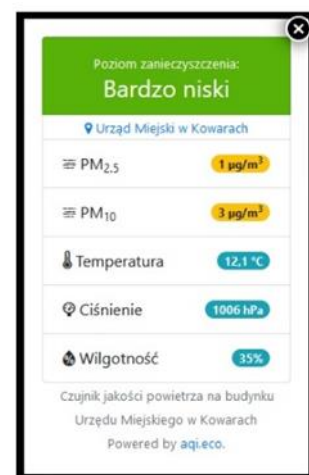 Poziom zanieczyszczenia:
Bardzo niski
Urząd Miejski w Kowarach
PM2.5 1 µg/m³
PM10 3 µg/m³
Temperatura 12,1 °C
Ciśnienie 1006 hPa
Wilgotność 35%
Czujnik jakości powietrza na budynku
Urzędu Miejskiego w Kowarach
Powered by aqi.eco.